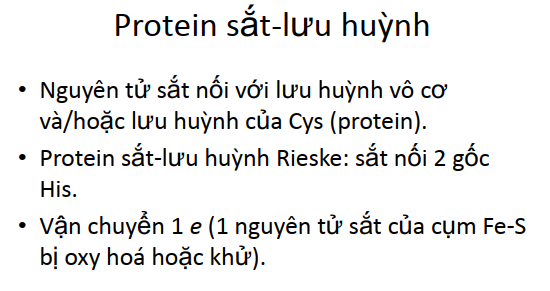 Protein sắt-lưu huỳnh
• Nguyên tử sắt nối với lưu huỳnh vô cơ
và/hoặc lưu huỳnh của Cys (protein).
• Protein sắt-lưu huỳnh Rieske: sắt nối 2 gốc
His.
• Vận chuyển 1 e (1 nguyên tử sắt của cụm Fe-S
bị oxy hoá hoặc khử).